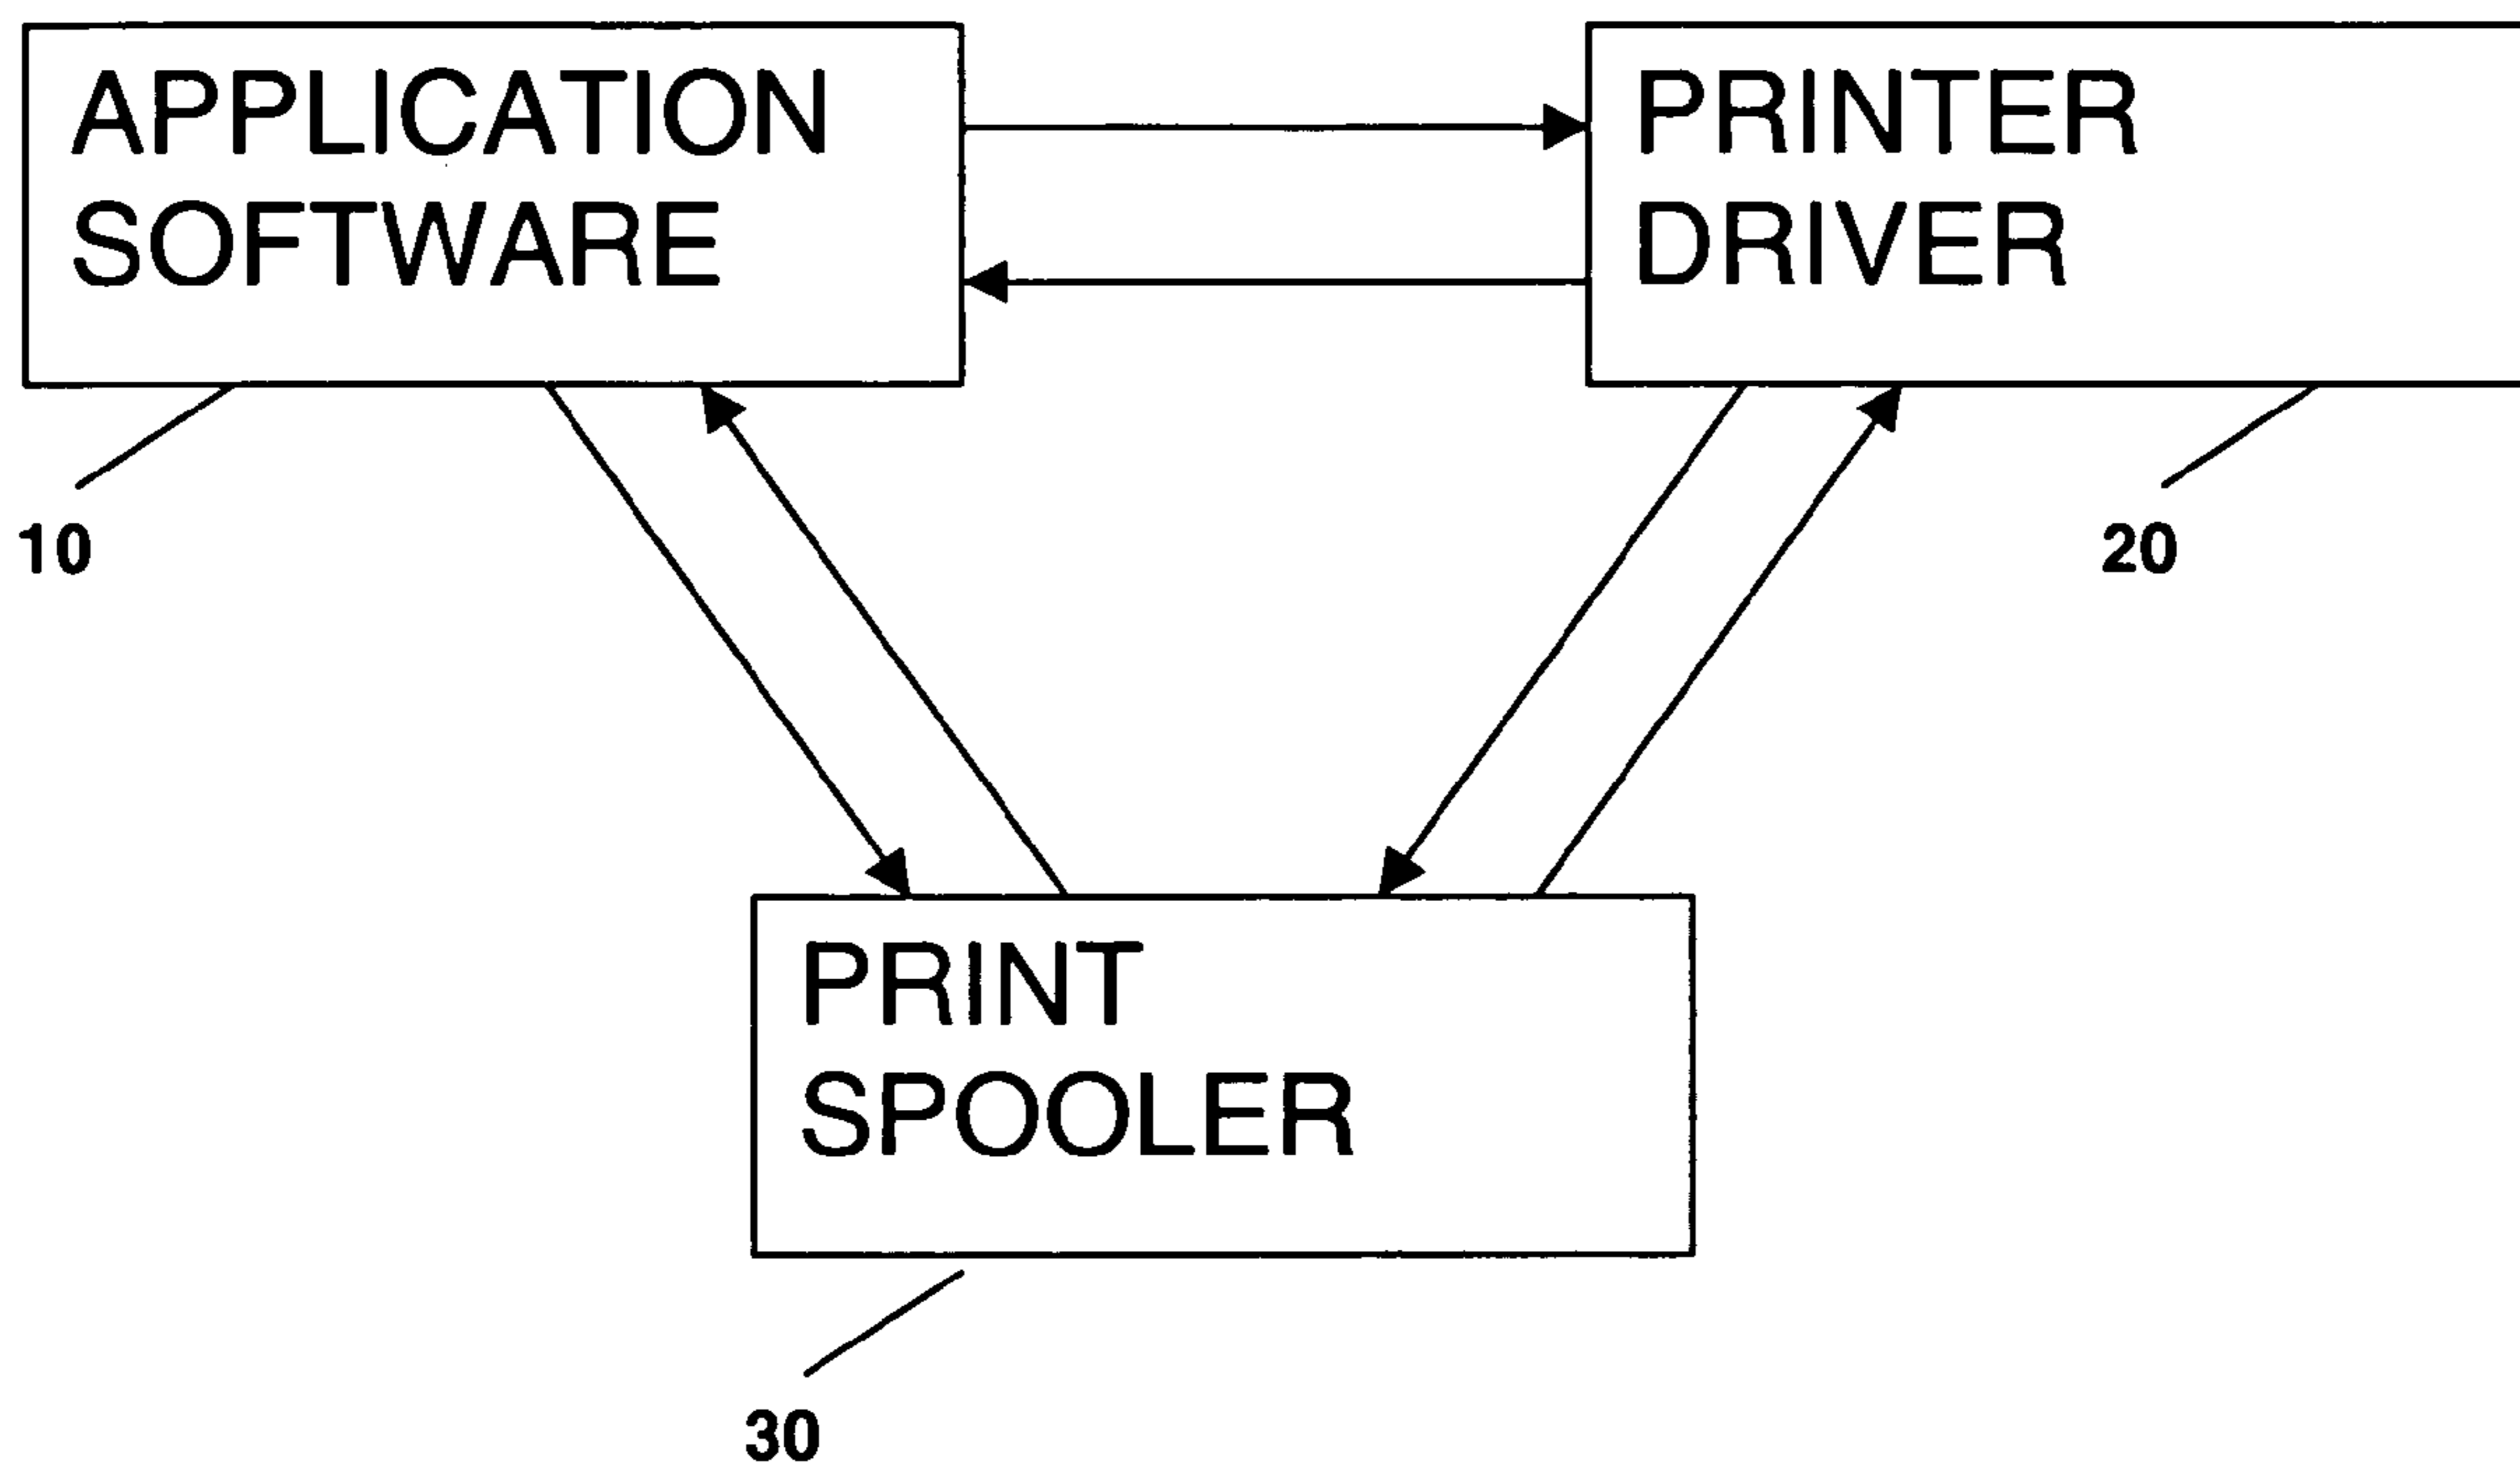 APPLICATION
SOFTWARE
PRINTER
DRIVER
10
20
PRINT
SPOOLER
30